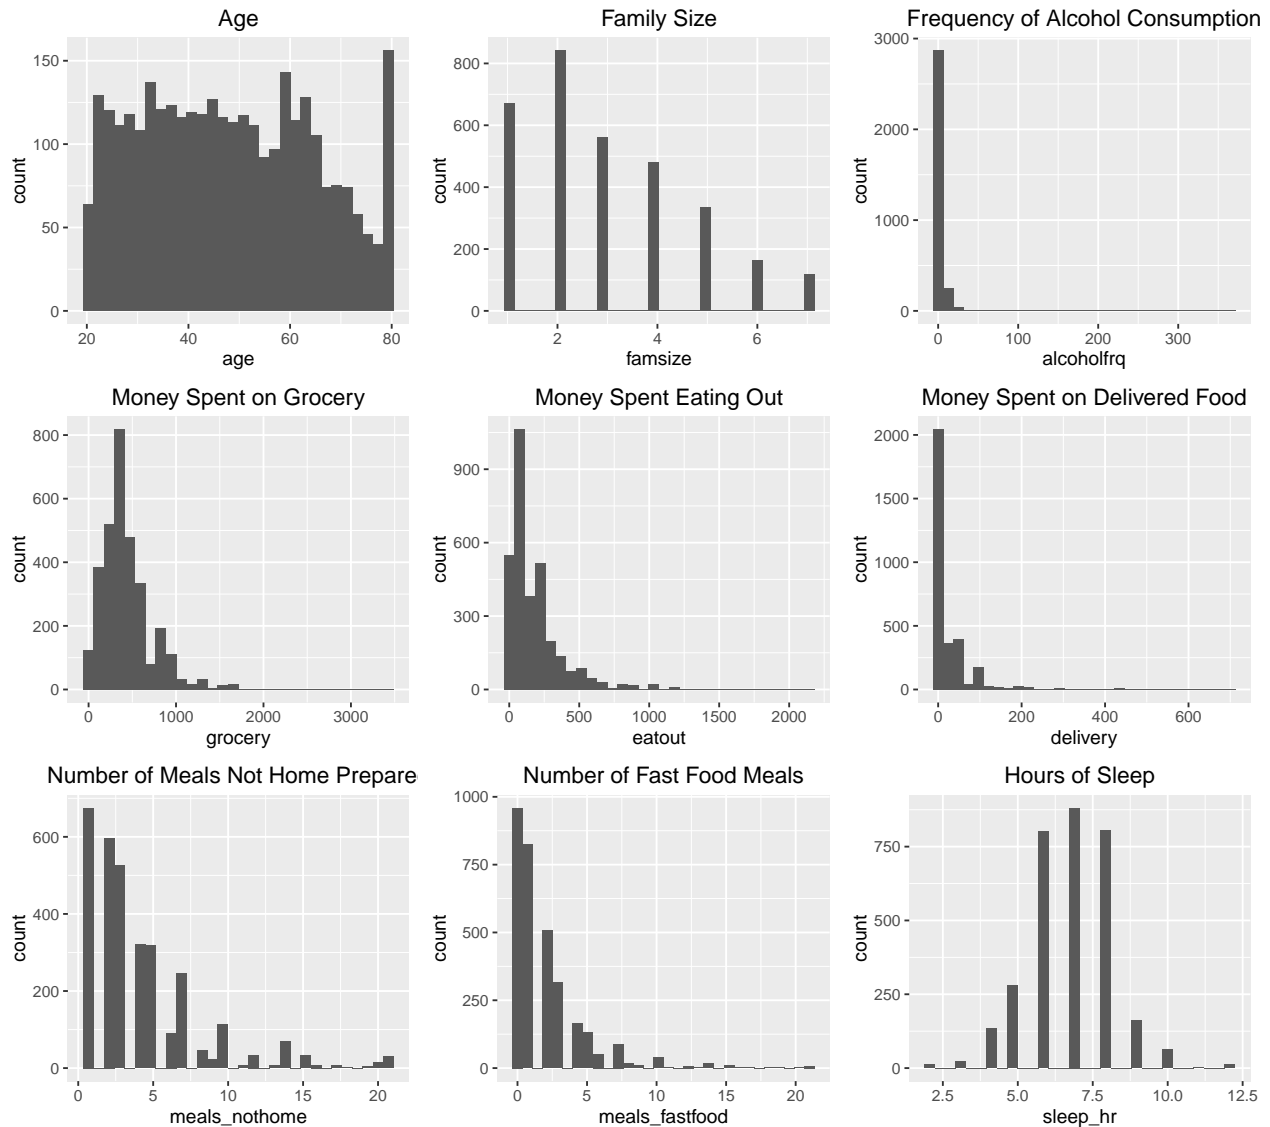 Age
150
100
50
0
count
20 40 60 80
age
Family Size
800
600
400
200
0
count
2 4 6
famsize
Frequency of Alcohol Consumption
3000
2000
1000
0
count
0 100 200 300
alcoholfrq
Money Spent on Grocery
800
600
400
200
0
count
0 1000 2000 3000
grocery
Money Spent Eating Out
900
600
300
0
count
0 500 1000 1500 2000
eatout
Money Spent on Delivered Food
2000
1500
1000
500
0
count
0 200 400 600
delivery
Number of Meals Not Home Prepare
600
400
200
0
count
0 5 10 15 20
meals_nothome
Number of Fast Food Meals
1000
750
500
250
0
count
0 5 10 15 20
meals_fastfood
Hours of Sleep
750
500
250
0
count
2.5 5.0 7.5 10.0 12.5
sleep_hr